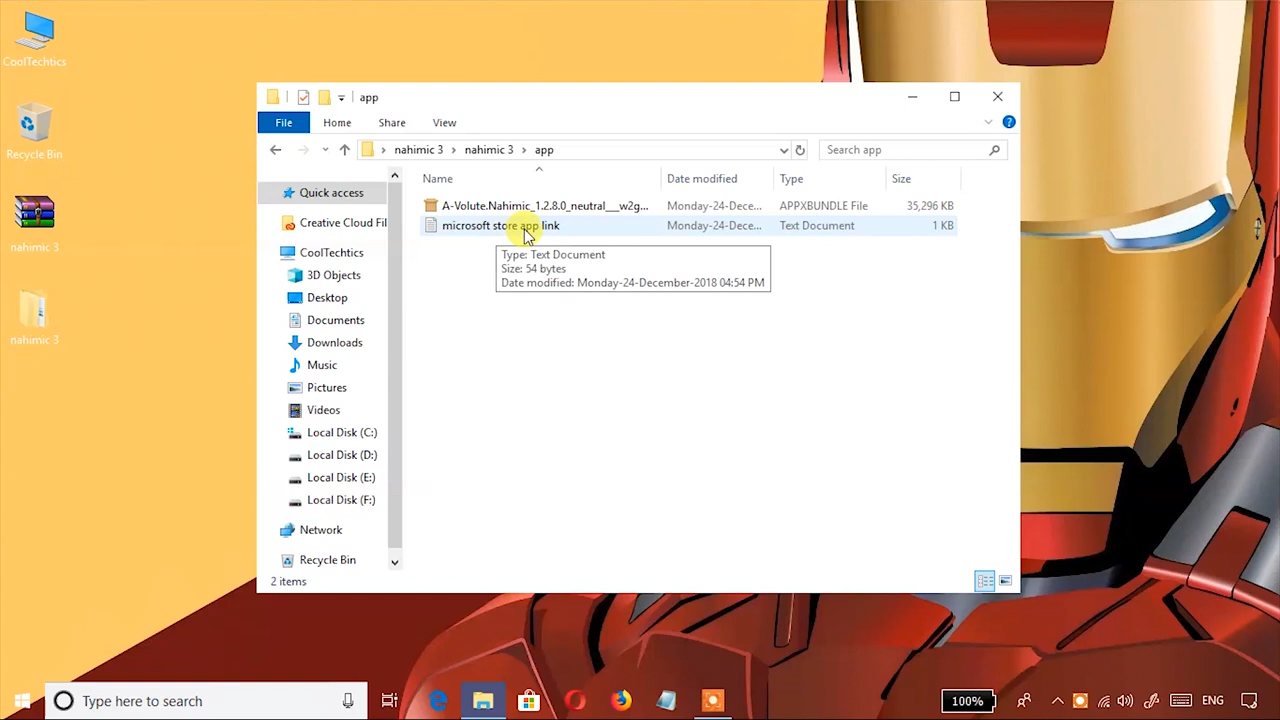 CoolTechtics
Recycle Bin
nahimic 3
nahimic 3
app
File
Home
Share
View
nahimic 3
nahimic 3
app
Search app
Name
Date modified
Type
Size
A-Volute.Nahimic_1.2.8.0_neutral___w2g...
Monday-24-Dece...
APPXBUNDLE File
35,296 KB
microsoft store app link
Monday-24-Dece...
Text Document
1 KB
Type: Text Document
Size: 54 bytes
Date modified: Monday-24-December-2018 04:54 PM
Quick access
Creative Cloud Fil
CoolTechtics
3D Objects
Desktop
Documents
Downloads
Music
Pictures
Videos
Local Disk (C:)
Local Disk (D:)
Local Disk (E:)
Local Disk (F:)
Network
Recycle Bin
2 items
Type here to search
100%
ENG